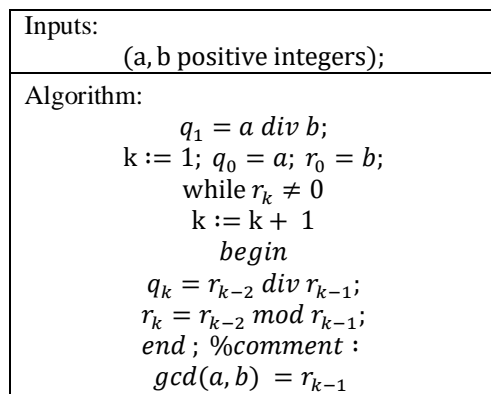 Inputs:
(a, b positive integers);
Algorithm:
q₁ = a div b;
k := 1; q₀ = a; r₀ = b;
while rₖ ≠ 0
k := k + 1
begin
qₖ = rₖ₋₂ div rₖ₋₁;
rₖ = rₖ₋₂ mod rₖ₋₁;
end ; %comment :
gcd(a, b) = rₖ₋₁